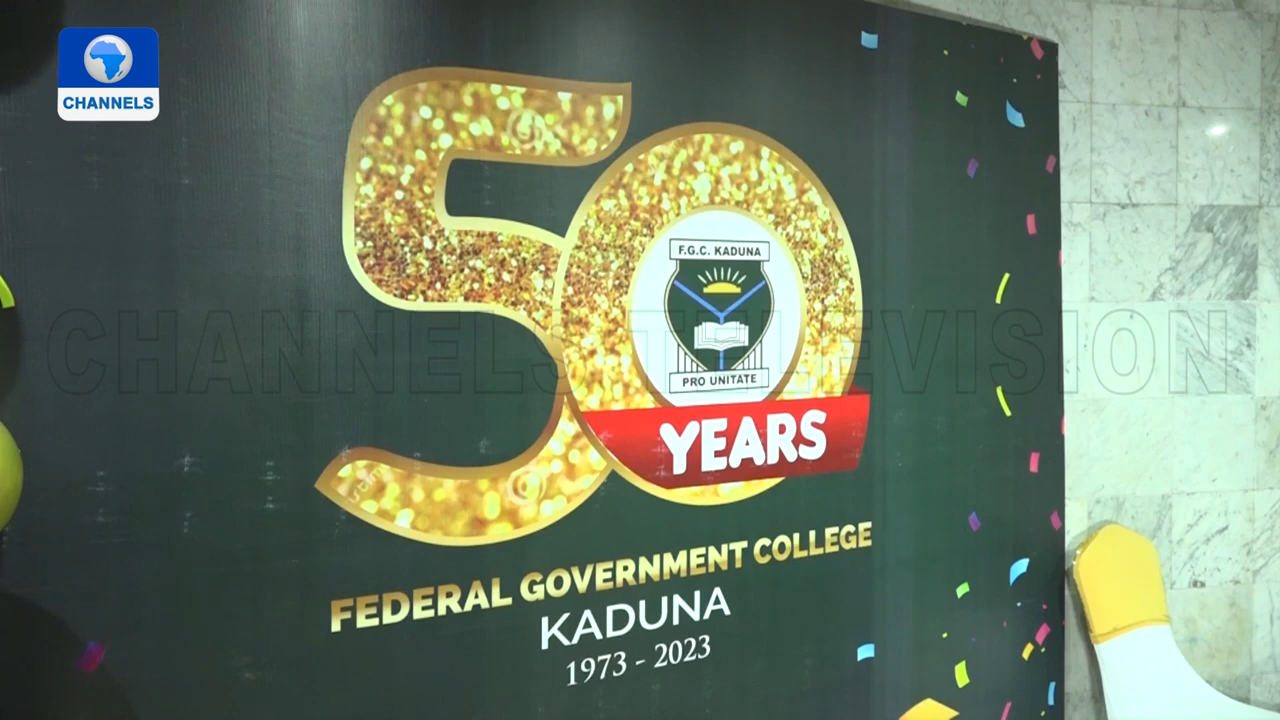 CHANNELS
F.G.C. KADUNA
PRO UNITATE
CHANNELS TELEVISION
YEARS
50
FEDERAL GOVERNMENT COLLEGE
KADUNA
1973 - 2023